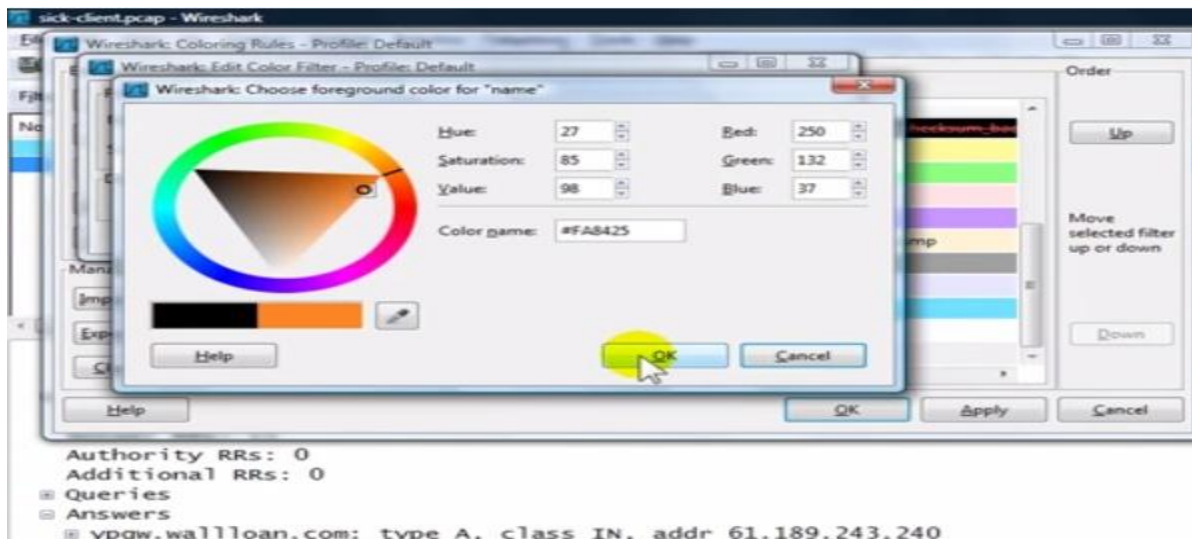 sick-client.pcap - Wireshark
Wireshark: Coloring Rules - Profile: Default
Wireshark: Edit Color Filter - Profile: Default
Wireshark: Choose foreground color for "name"
Order
Hue: 27 Red: 250
Saturation: 85 Green: 132
Value: 98 Blue: 37
Color name: #FA8425
Up
Move
selected filter
up or down
Down
Help OK Cancel
Help OK Apply Cancel
Authority RRs: 0
Additional RRs: 0
Queries
Answers
ypgw.wallloan.com: type A, class IN, addr 61.189.243.240